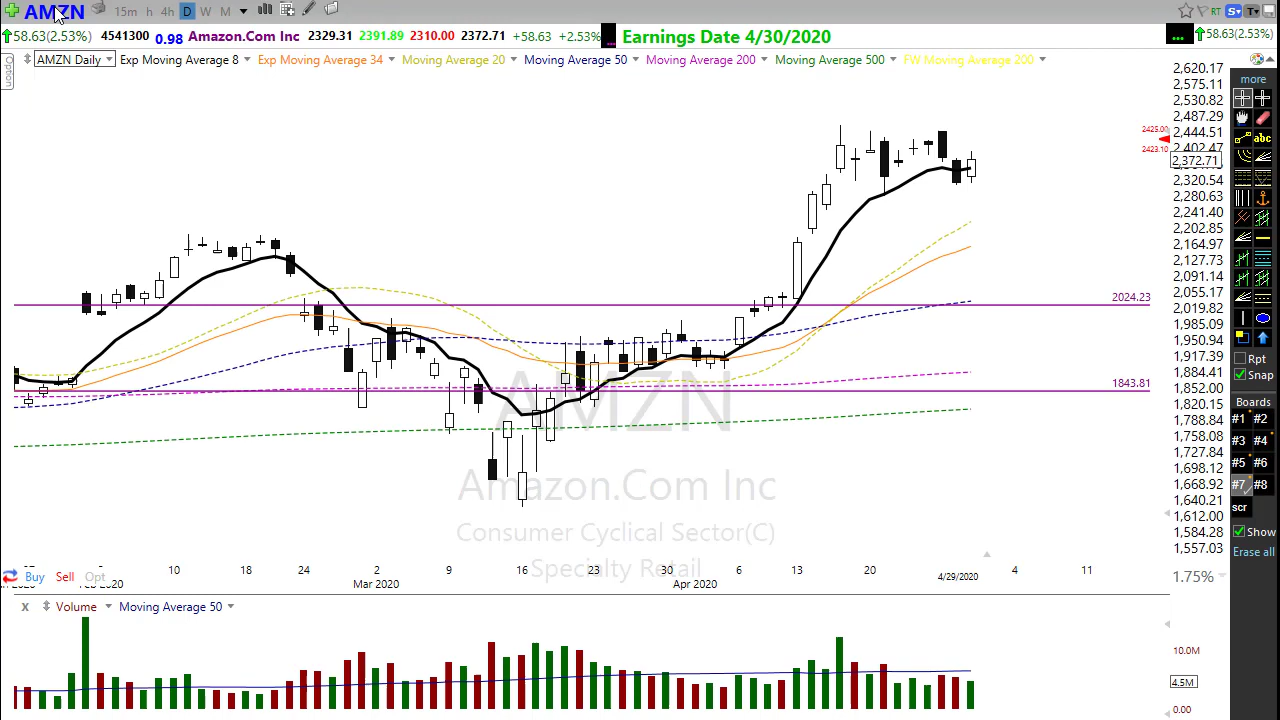 AMZN 15m h 4h D W M RT S T
58.63(2.53%) 4541300 0.98 Amazon.Com Inc 2329.31 2391.89 2310.00 2372.71 +58.63 +2.53% ... Earnings Date 4/30/2020 ... 58.63(2.53%)
Option
AMZN Daily Exp Moving Average 8 Exp Moving Average 34 Moving Average 20 Moving Average 50 Moving Average 200 Moving Average 500 FW Moving Average 200
2,620.17
2,575.11
2,530.82
2,487.29
2425.00
2,444.51
2423.10
2,402.47
2,372.71
2,320.54
2,280.63
2,241.40
2,202.85
2,164.97
2,127.73
2,091.14
2,055.17
2024.23
2,019.82
1,985.09
1,950.94
1,917.39
1,884.41
1843.81
1,852.00
1,820.15
1,788.84
1,758.08
1,727.84
1,698.12
1,668.92
1,640.21
1,612.00
1,584.28
1,557.03
AMZN
Amazon.Com Inc
Consumer Cyclical Sector(C)
Specialty Retail
more
abc
Rpt
Snap
Boards
#1 #2
#3 #4
#5 #6
#7 #8
scr
Show
Erase all
10 18 24 2 9 16 23 30 6 13 20 4/29/2020 4 11
Buy Sell Opt
Feb 2020 Mar 2020 Apr 2020
1.75%
x Volume Moving Average 50
10.0M
4.5M
0.00